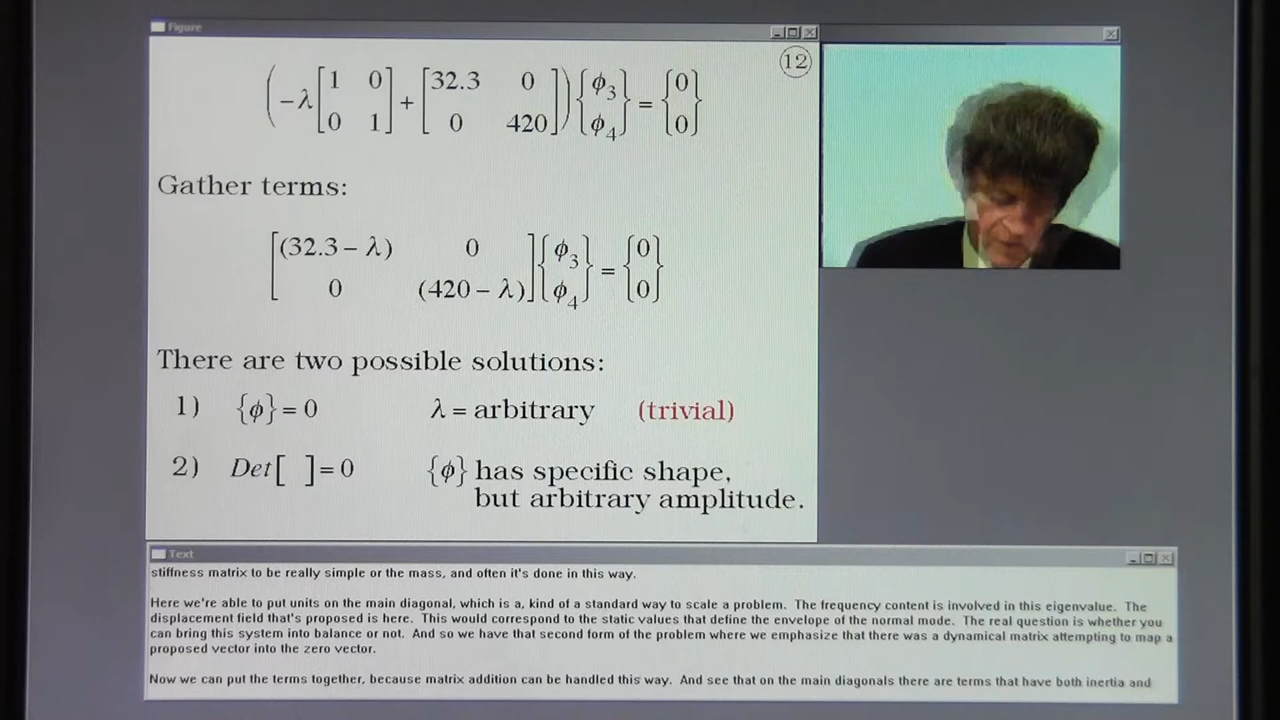 Figure
12
(−λ[1 0; 0 1] + [32.3 0; 0 420]){ϕ3; ϕ4} = {0; 0}
Gather terms:
[(32.3 − λ) 0; 0 (420 − λ)]{ϕ3; ϕ4} = {0; 0}
There are two possible solutions:
1) {ϕ} = 0 λ = arbitrary (trivial)
2) Det[ ] = 0 {ϕ} has specific shape,
but arbitrary amplitude.
Text
stiffness matrix to be really simple or the mass, and often it's done in this way.
Here we're able to put units on the main diagonal, which is a, kind of a standard way to scale a problem. The frequency content is involved in this eigenvalue. The
displacement field that's proposed is here. This would correspond to the static values that define the envelope of the normal mode. The real question is whether you
can bring this system into balance or not. And so we have that second form of the problem where we emphasize that there was a dynamical matrix attempting to map a
proposed vector into the zero vector.
Now we can put the terms together, because matrix addition can be handled this way. And see that on the main diagonals there are terms that have both inertia and